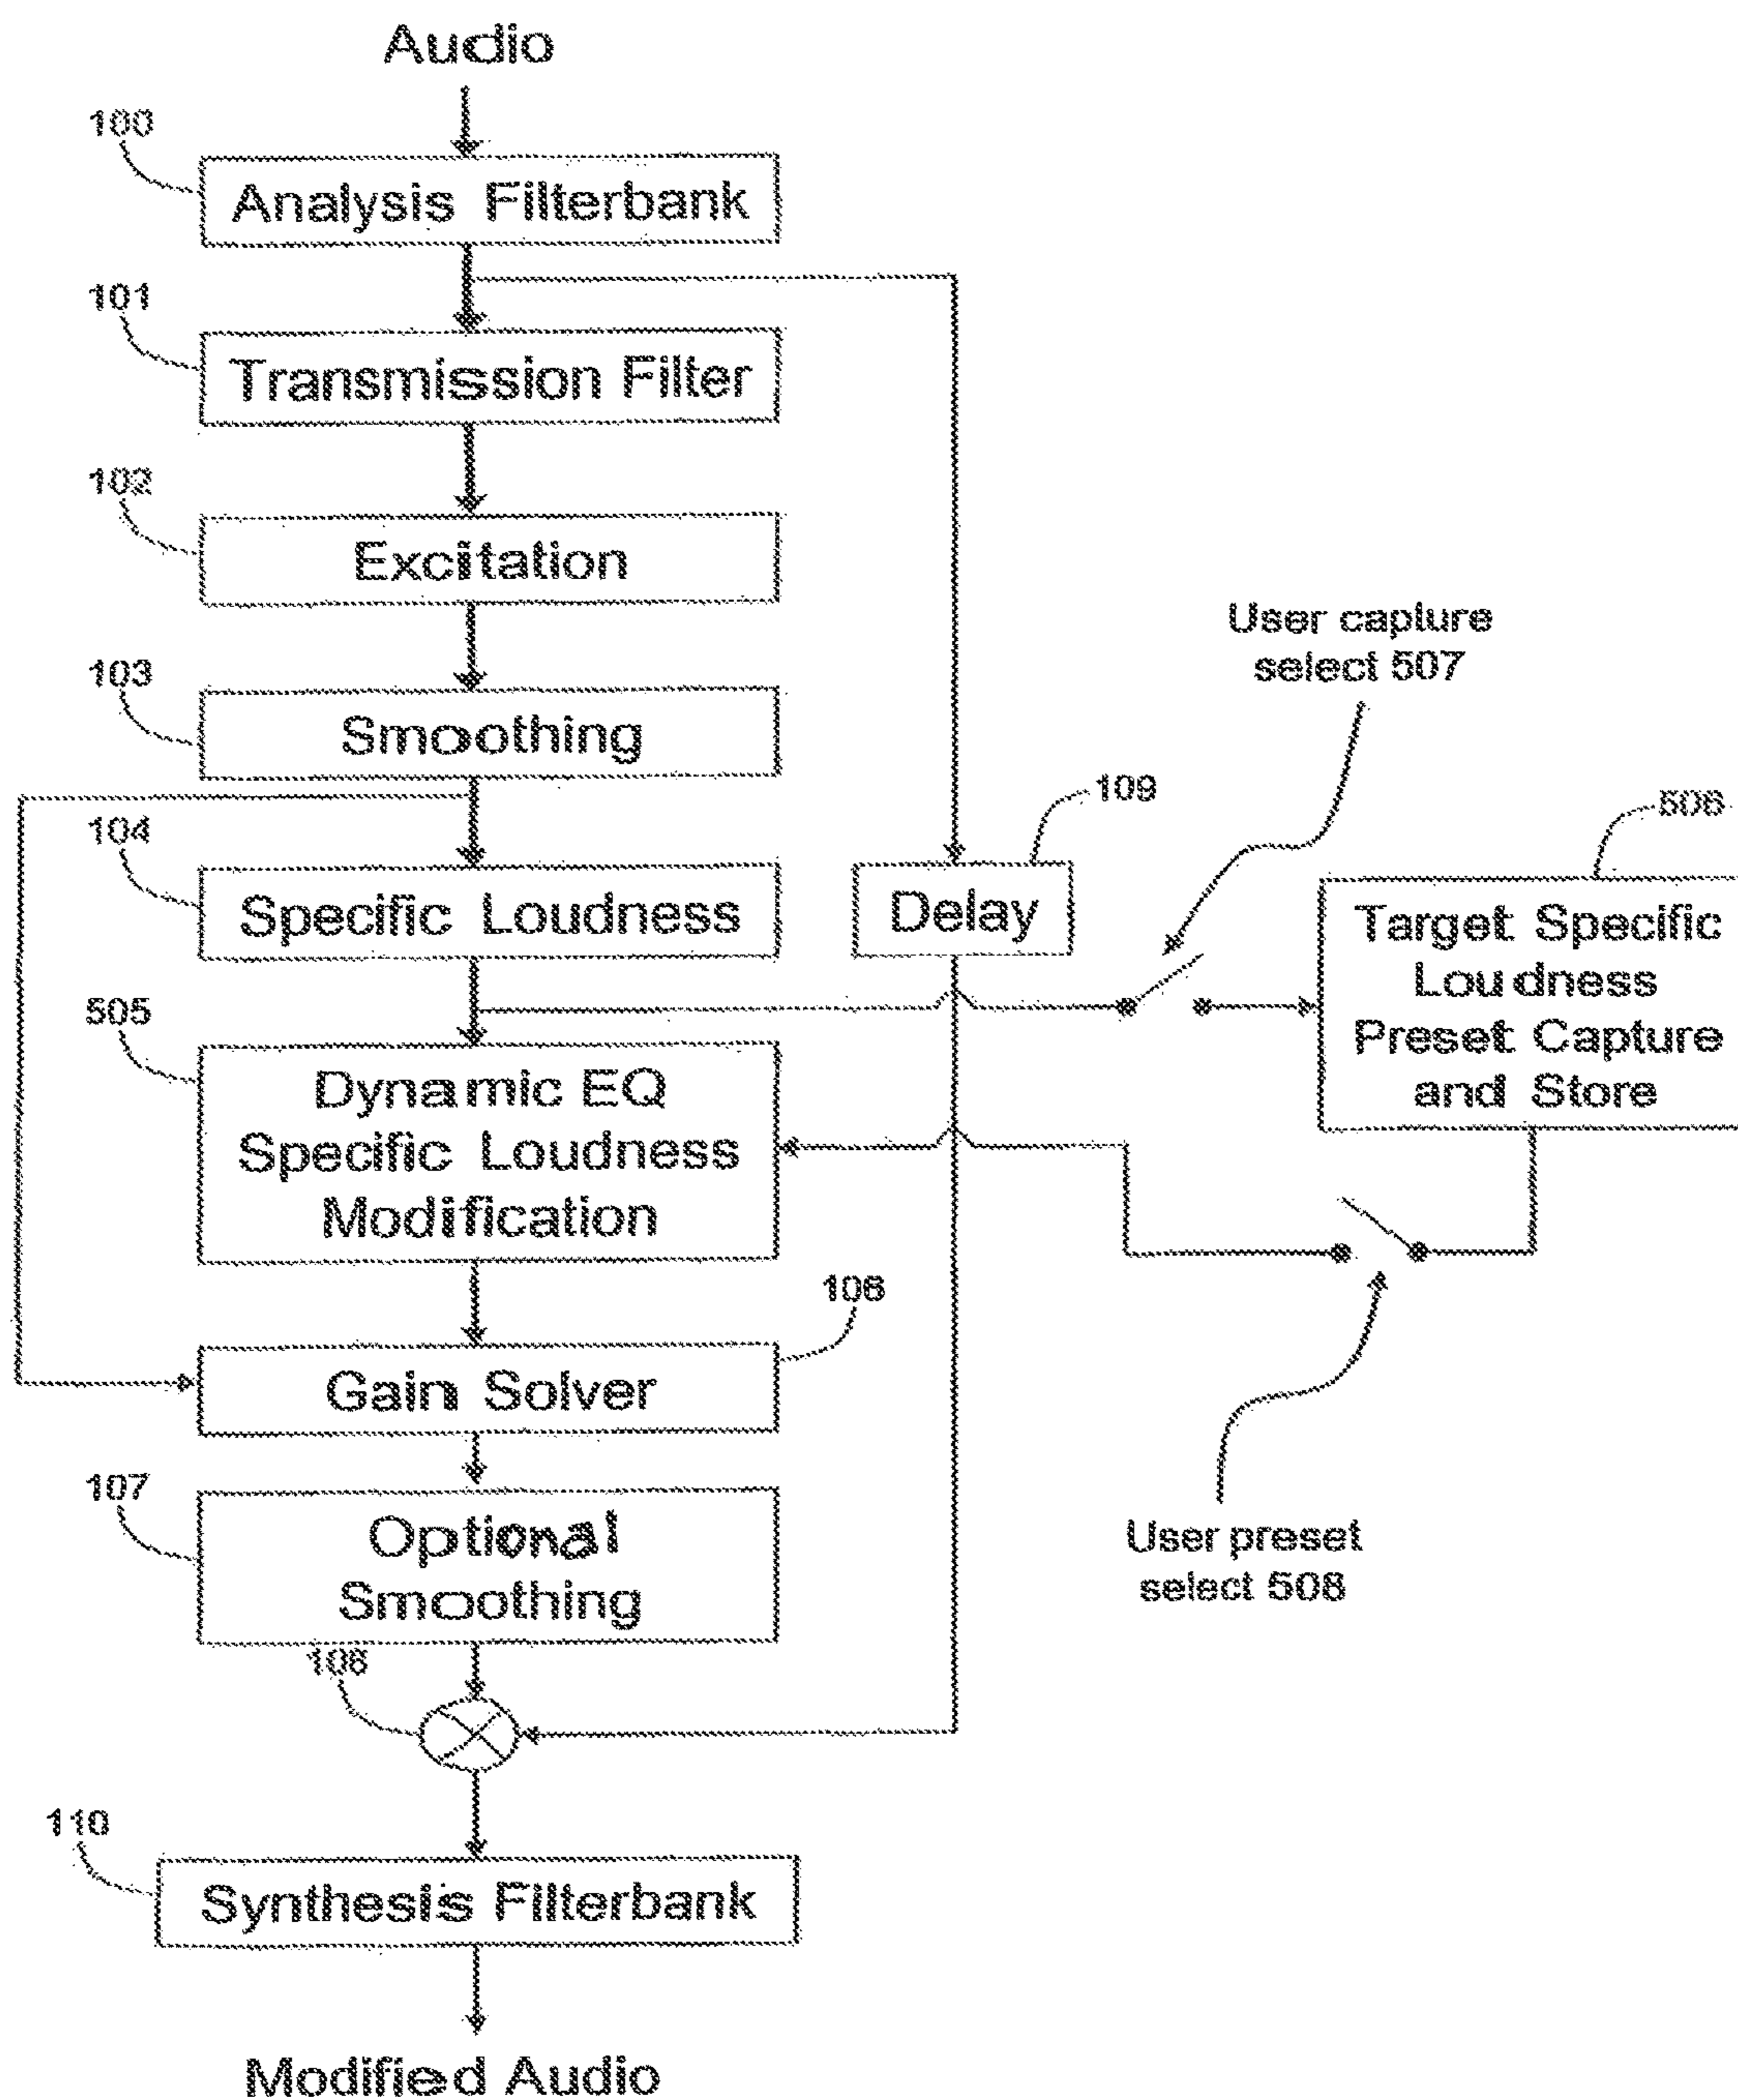 Audio
100
Analysis Filterbank
101
Transmission Filter
102
Excitation
103
Smoothing
104
Specific Loudness
109
Delay
User capture
select 507
506
Target Specific
Loudness
Preset Capture
and Store
505
Dynamic EQ
Specific Loudness
Modification
106
Gain Solver
107
Optional
Smoothing
User preset
select 508
108
110
Synthesis Filterbank
Modified Audio